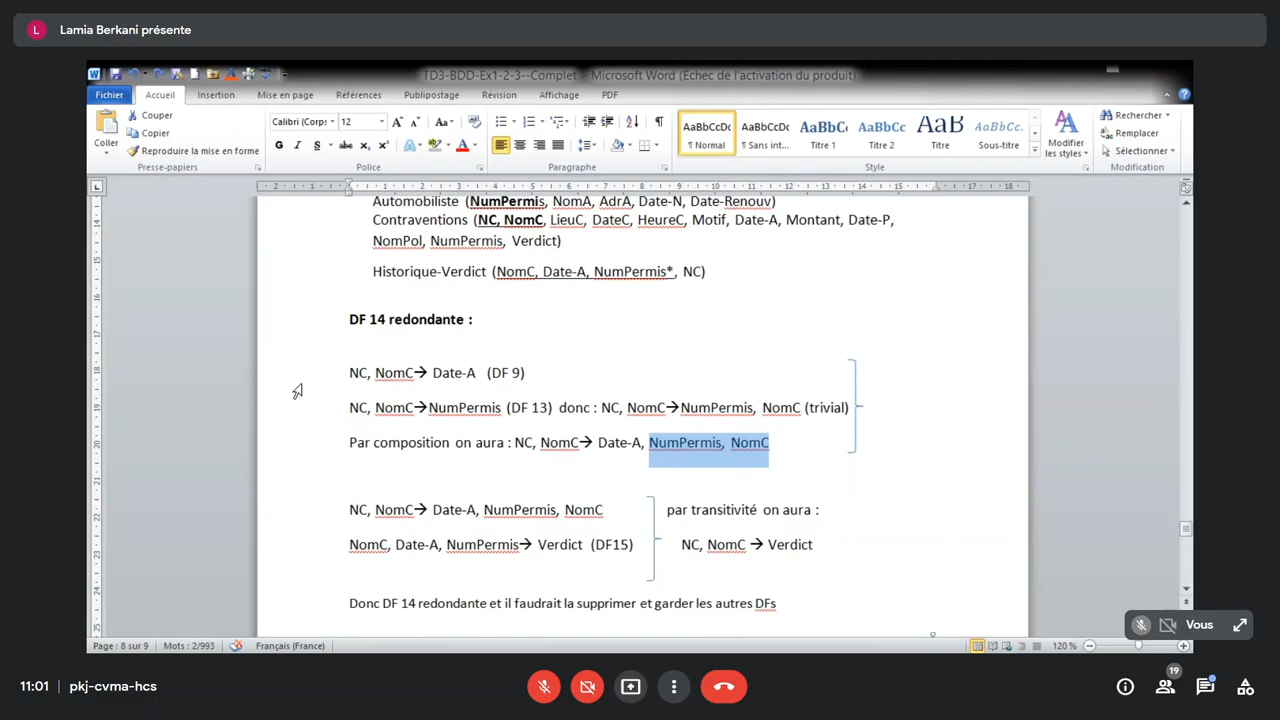 L Lamia Berkani présente
TD3-BDD-Ex1-2-3--Complet - Microsoft Word (Échec de l'activation du produit)
Fichier Accueil Insertion Mise en page Références Publipostage Révision Affichage PDF
Coller Couper
Copier
Reproduire la mise en forme
Presse-papiers
Calibri (Corp: 12
Police
Paragraphe
AaBbCcDc AaBbCcDc AaBbC AaBbCc AaB AaBbCc.
¶ Normal ¶ Sans int... Titre 1 Titre 2 Titre Sous-titre
Modifier les styles
Style
Rechercher
Remplacer
Sélectionner
Modification
Automobiliste (NumPermis, NomA, AdrA, Date-N, Date-Renouv)
Contraventions (NC, NomC, LieuC, DateC, HeureC, Motif, Date-A, Montant, Date-P,
NomPol, NumPermis, Verdict)
Historique-Verdict (NomC, Date-A, NumPermis*, NC)
DF 14 redondante :
NC, NomC→ Date-A (DF 9)
NC, NomC→NumPermis (DF 13) donc : NC, NomC→NumPermis, NomC (trivial)
Par composition on aura : NC, NomC→ Date-A, NumPermis, NomC
NC, NomC→ Date-A, NumPermis, NomC par transitivité on aura :
NomC, Date-A, NumPermis→ Verdict (DF15) NC, NomC → Verdict
Donc DF 14 redondante et il faudrait la supprimer et garder les autres DFs
Page : 8 sur 9 Mots : 2/993 Français (France) 120 %
Vous
11:01 pkj-cvma-hcs
19